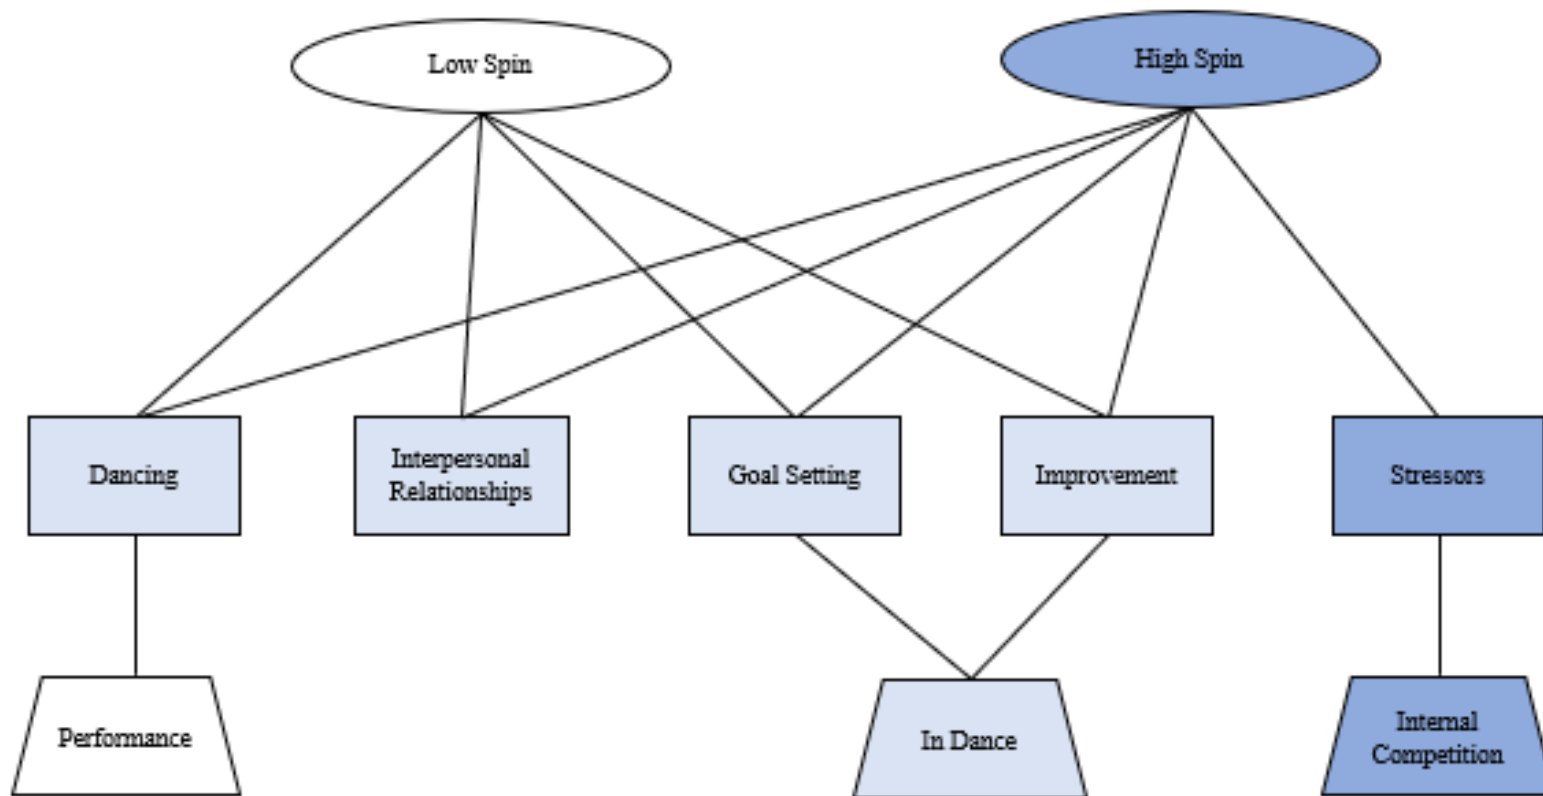 Low Spin
High Spin
Dancing
Interpersonal
Relationships
Goal Setting
Improvement
Stressors
Performance
In Dance
Internal
Competition